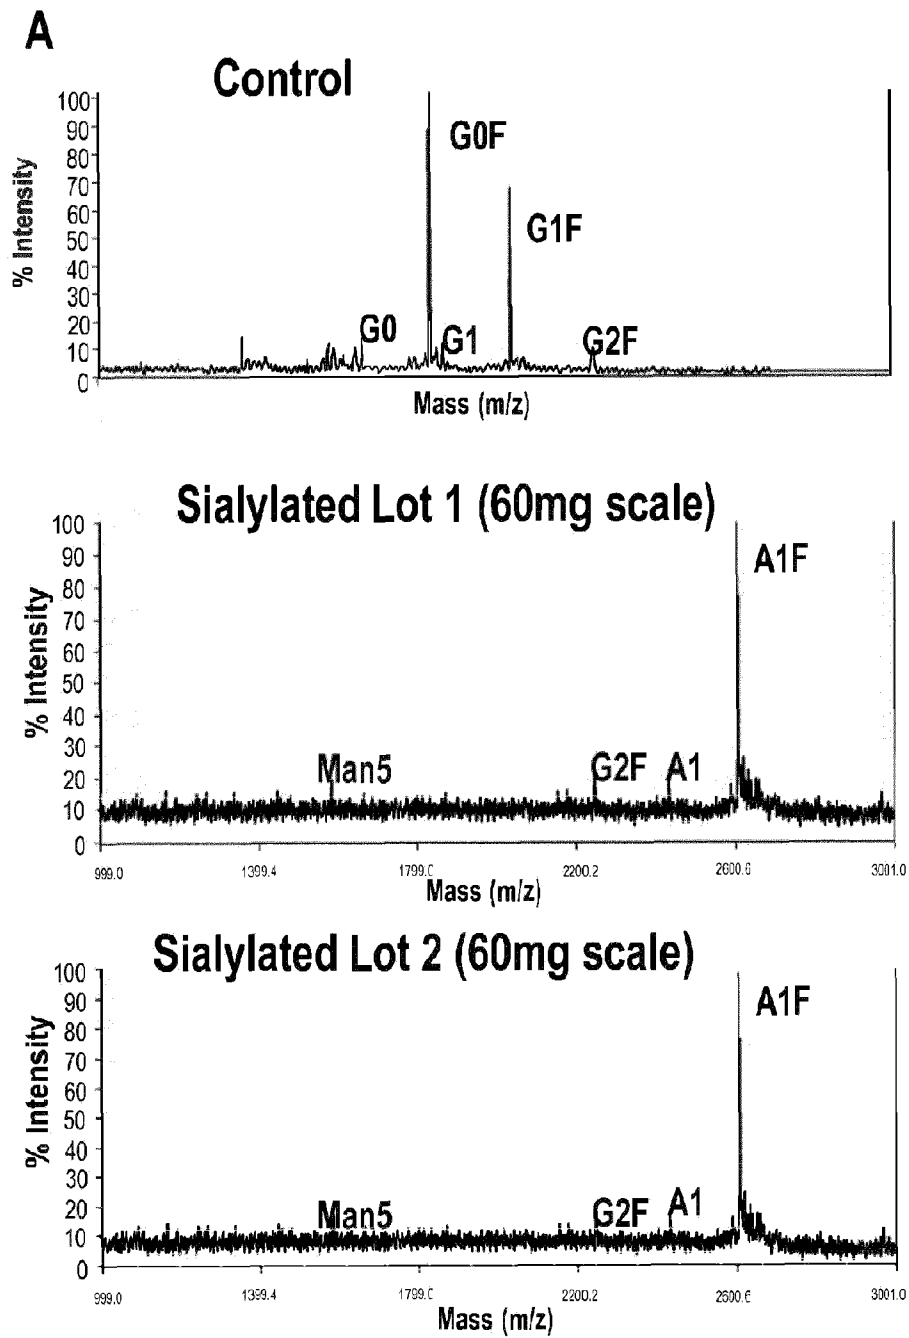 A
Control
100
90
80
70
60
50
40
30
20
10
0
% Intensity
G0F
G1F
G0
G1
G2F
Mass (m/z)
Sialylated Lot 1 (60mg scale)
100
90
80
70
60
50
40
30
20
10
0
% Intensity
A1F
Man5
G2F
A1
999.0
1399.4
1799.0
2200.2
2600.6
3001.0
Mass (m/z)
Sialylated Lot 2 (60mg scale)
100
90
80
70
60
50
40
30
20
10
0
% Intensity
A1F
Man5
G2F
A1
999.0
1399.4
1799.0
2200.2
2600.6
3001.0
Mass (m/z)